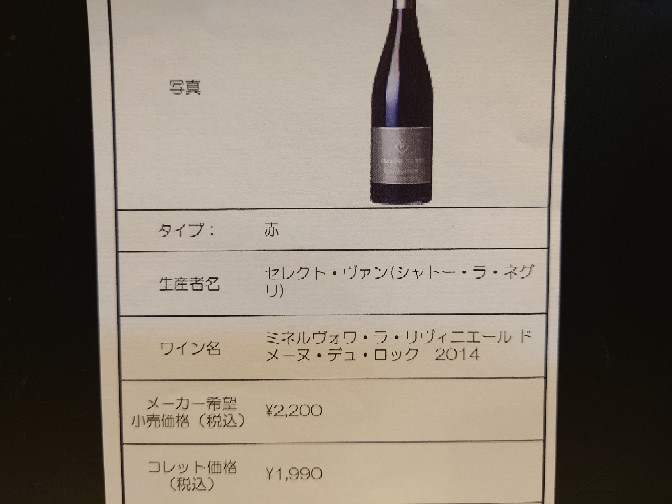 写真
タイプ： 赤
生産者名 セレクト・ヴァン(シャトー・ラ・ネグ
リ)
ワイン名 ミネルヴォワ・ラ・リヴィニエール ド
メーヌ・デュ・ロック 2014
メーカー希望
小売価格（税込） ¥2,200
コレット価格
（税込） ¥1,990